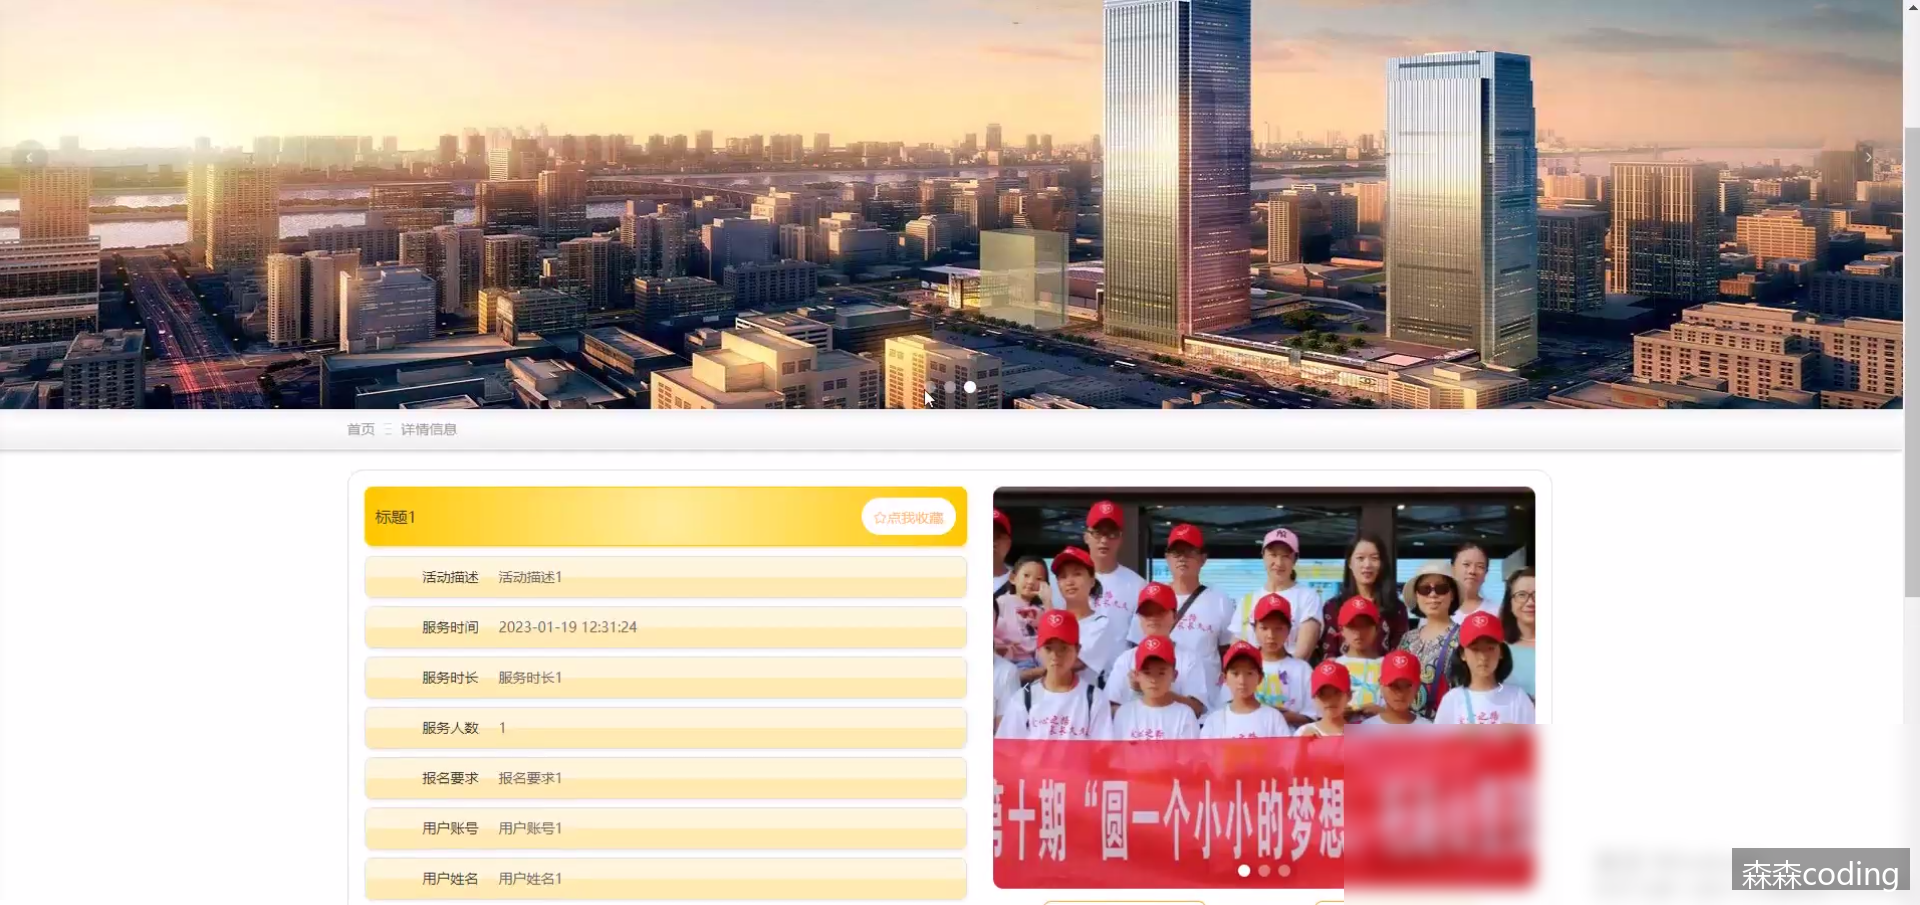 首页 详情信息
标题1
点我收藏
活动描述 活动描述1
服务时间 2023-01-19 12:31:24
服务时长 服务时长1
服务人数 1
报名要求 报名要求1
用户账号 用户账号1
用户姓名 用户姓名1
第十期“圆一个小小的梦想
森森coding